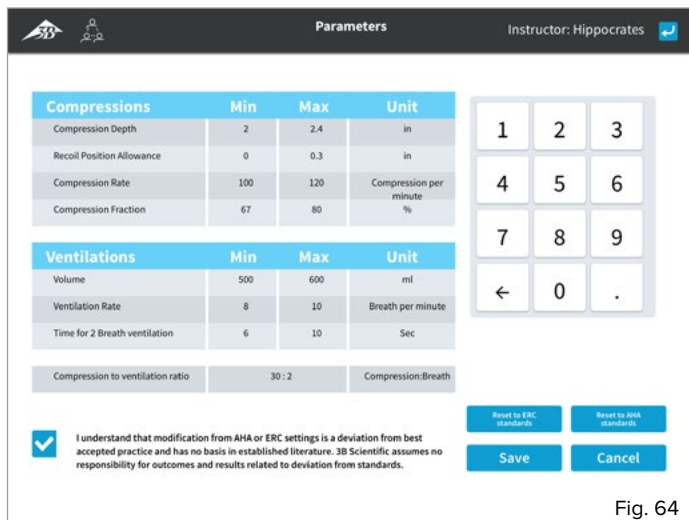 3B
Parameters
Instructor: Hippocrates
Compressions Min Max Unit
Compression Depth 2 2.4 in
Recoil Position Allowance 0 0.3 in
Compression Rate 100 120 Compression per
minute
Compression Fraction 67 80 %
Ventilations Min Max Unit
Volume 500 600 ml
Ventilation Rate 8 10 Breath per minute
Time for 2 Breath ventilation 6 10 Sec
Compression to ventilation ratio 30 : 2 Compression:Breath
1 2 3
4 5 6
7 8 9
← 0 .
I understand that modification from AHA or ERC settings is a deviation from best
accepted practice and has no basis in established literature. 3B Scientific assumes no
responsibility for outcomes and results related to deviation from standards.
Reset to ERC
standards
Reset to AHA
standards
Save Cancel
Fig. 64